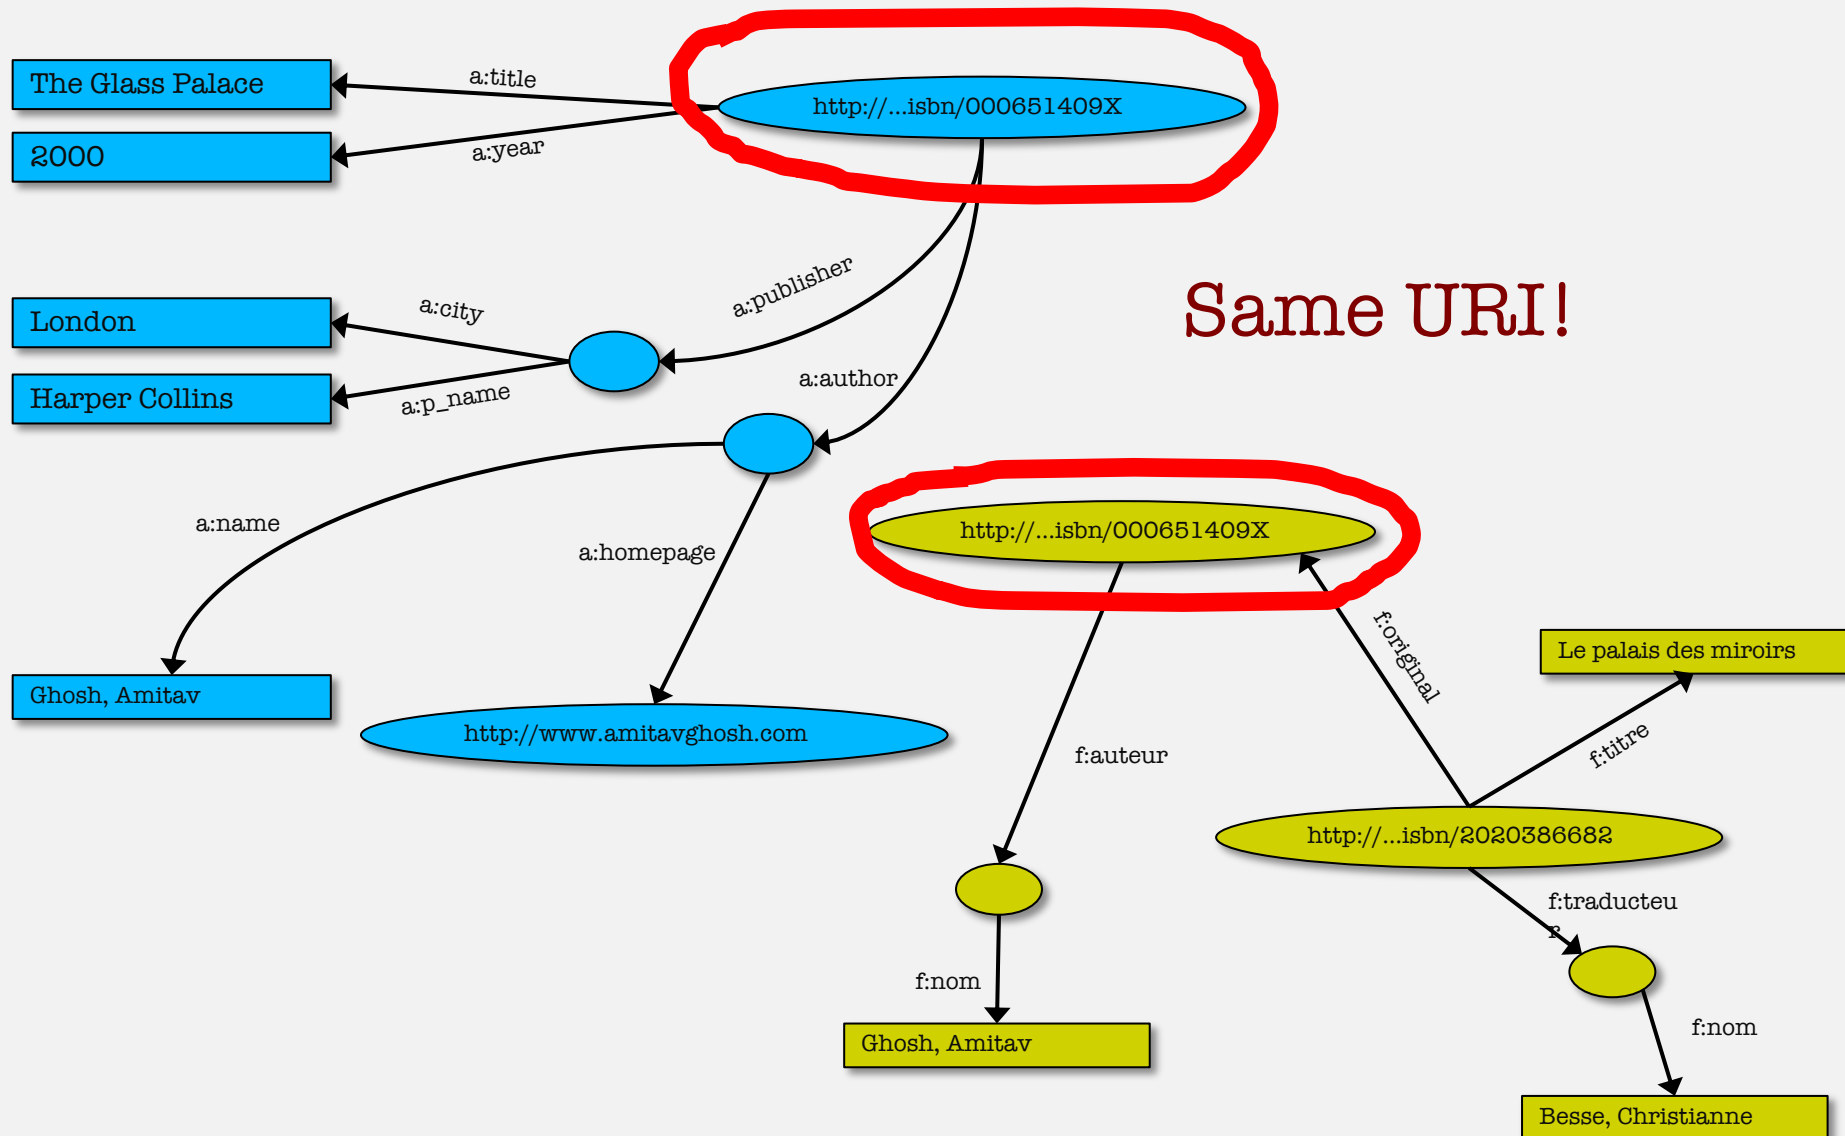 The Glass Palace
a:title
http://...isbn/000651409X
2000
a:year
Same URI!
London
a:city
a:publisher
Harper Collins
a:p_name
a:author
a:name
a:homepage
http://...isbn/000651409X
f:original
Le palais des miroirs
Ghosh, Amitav
http://www.amitavghosh.com
f:auteur
f:titre
http://...isbn/2020386682
f:traducteu
r
f:nom
Ghosh, Amitav
f:nom
Besse, Christianne